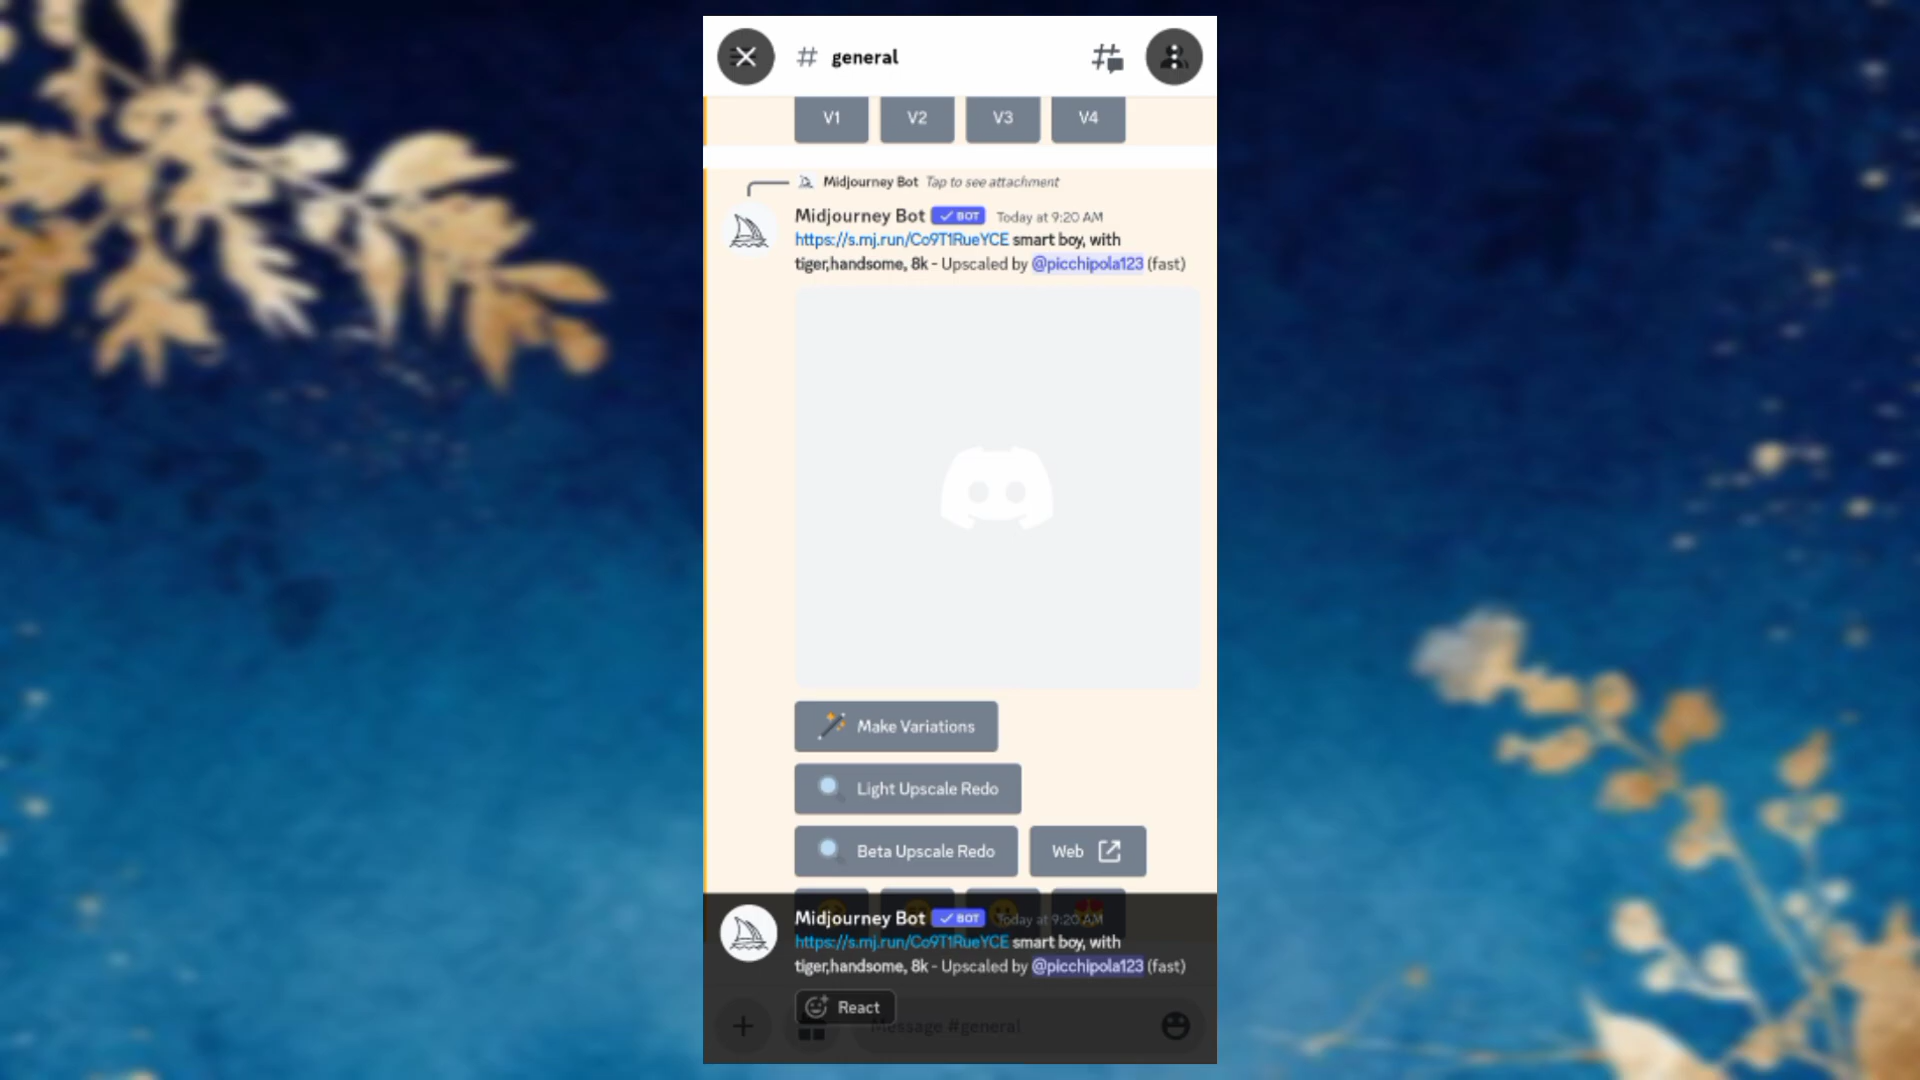 # general
V1 V2 V3 V4
Midjourney Bot Tap to see attachment
Midjourney Bot ✓ BOT Today at 9:20 AM
https://s.mj.run/Co9T1RueYCE smart boy, with
tiger,handsome, 8k - Upscaled by @picchipola123 (fast)
Make Variations
Light Upscale Redo
Beta Upscale Redo Web
Midjourney Bot ✓ BOT Today at 9:20 AM
https://s.mj.run/Co9T1RueYCE smart boy, with
tiger,handsome, 8k - Upscaled by @picchipola123 (fast)
React
Message #general